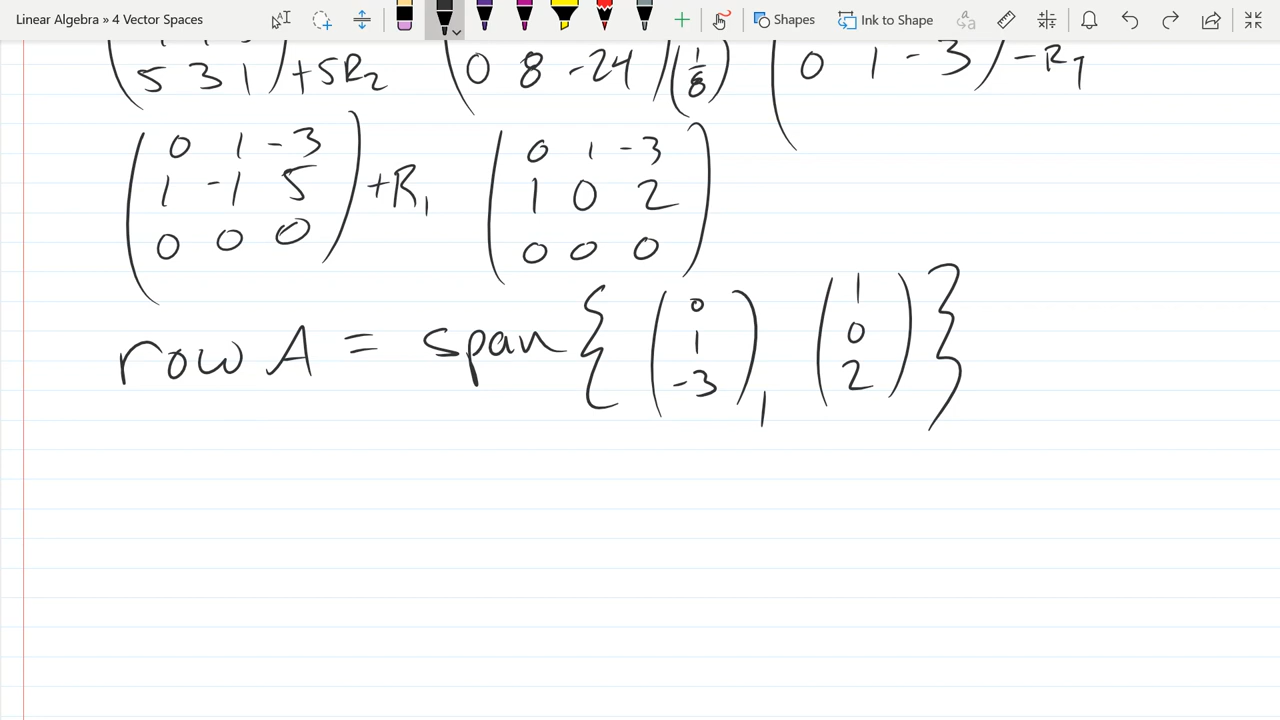 Linear Algebra » 4 Vector Spaces Shapes Ink to Shape
5 3 1 +5R2 0 8 -24 (1/8) 0 1 -3 -R1
0 1 -3 0 1 -3
1 -1 5 +R1 1 0 2
0 0 0 0 0 0
row A = span { (0 1 -3), (1 0 2) }